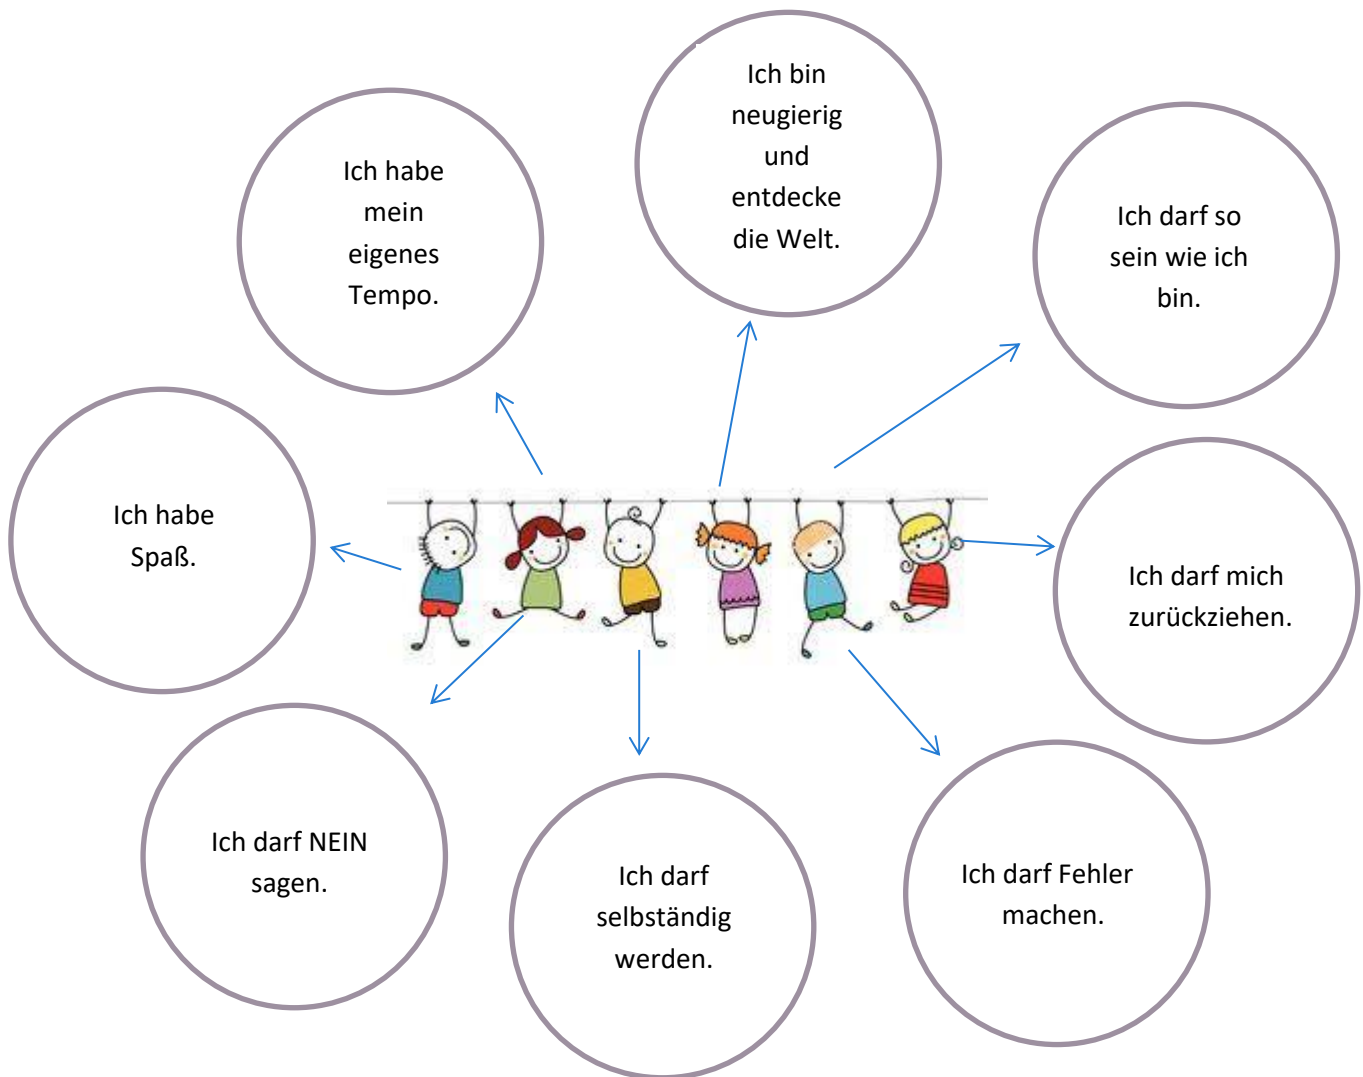 Ich bin
neugierig
und
entdecke
die Welt.
Ich habe
mein
eigenes
Tempo.
Ich darf so
sein wie ich
bin.
Ich habe
Spaß.
Ich darf mich
zurückziehen.
Ich darf NEIN
sagen.
Ich darf
selbständig
werden.
Ich darf Fehler
machen.